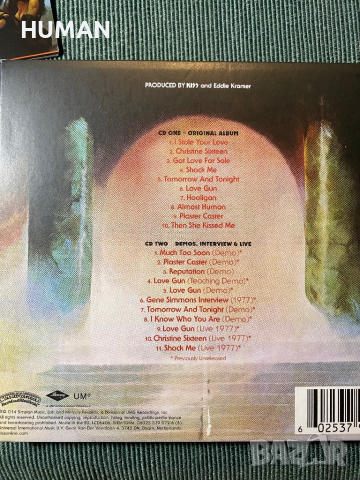 PRODUCED BY KISS and Eddie Kramer
CD ONE - ORIGINAL ALBUM
1. I Stole Your Love
2. Christine Sixteen
3. Got Love For Sale
4. Shock Me
5. Tomorrow And Tonight
6. Love Gun
7. Hooligan
8. Almost Human
9. Plaster Caster
10. Then She Kissed Me
CD TWO - DEMOS, INTERVIEW & LIVE
1. Much Too Soon (Demo)*
2. Plaster Caster (Demo)*
3. Reputation (Demo)*
4. Love Gun (Teaching Demo)*
5. Love Gun (Demo)*
6. Gene Simmons Interview (1977)*
7. Tomorrow And Tonight (Demo)*
8. I Know Who You Are (Demo)*
9. Love Gun (Live 1977)*
10. Christine Sixteen (Live 1977)*
11. Shock Me (Live 1977)*
* Previously Unreleased
UMe
6 02537
BAZAR